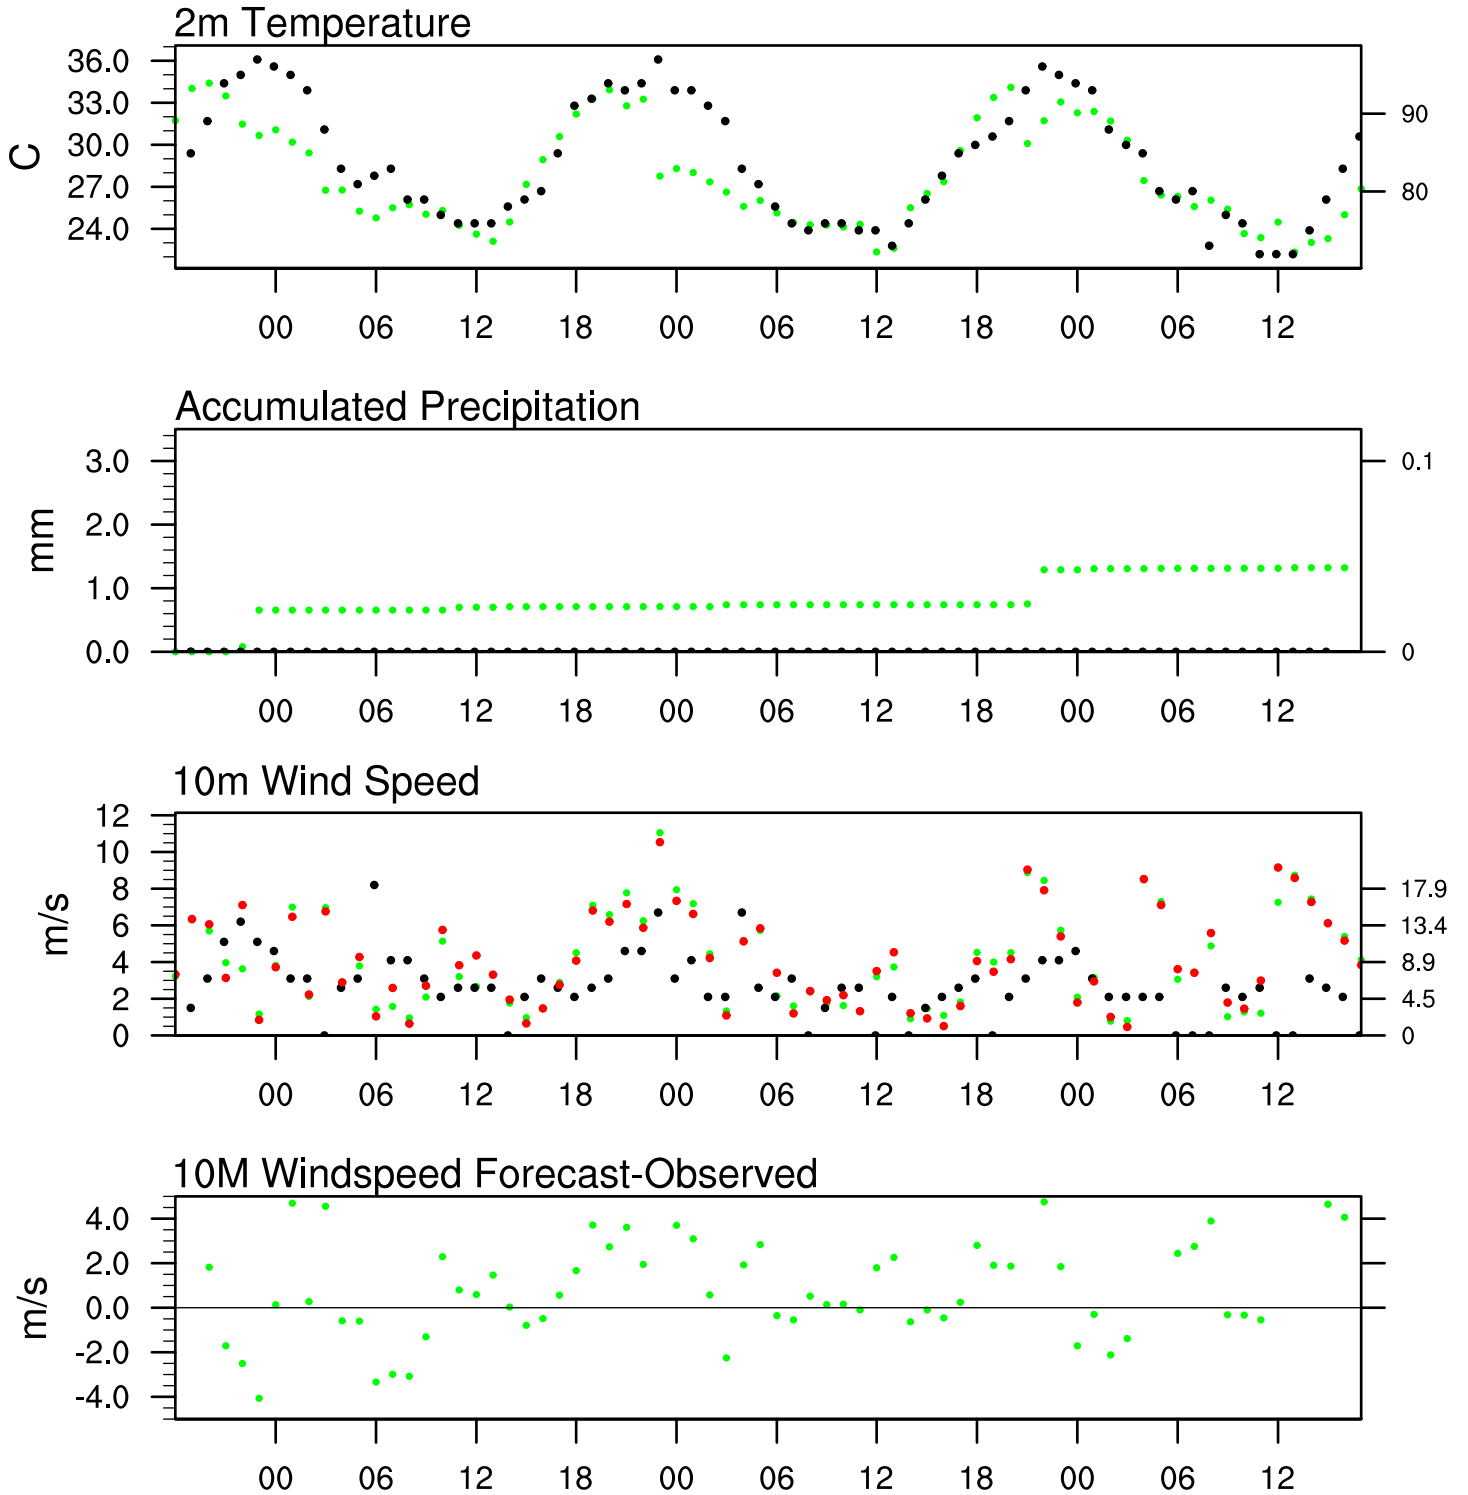 2m Temperature
36.0
33.0
30.0
27.0
24.0
C
90
80
00 06 12 18 00 06 12 18 00 06 12
Accumulated Precipitation
3.0
2.0
1.0
0.0
mm
0.1
0
00 06 12 18 00 06 12 18 00 06 12
10m Wind Speed
12
10
8
6
4
2
0
m/s
17.9
13.4
8.9
4.5
0
00 06 12 18 00 06 12 18 00 06 12
10M Windspeed Forecast-Observed
4.0
2.0
0.0
-2.0
-4.0
m/s
00 06 12 18 00 06 12 18 00 06 12